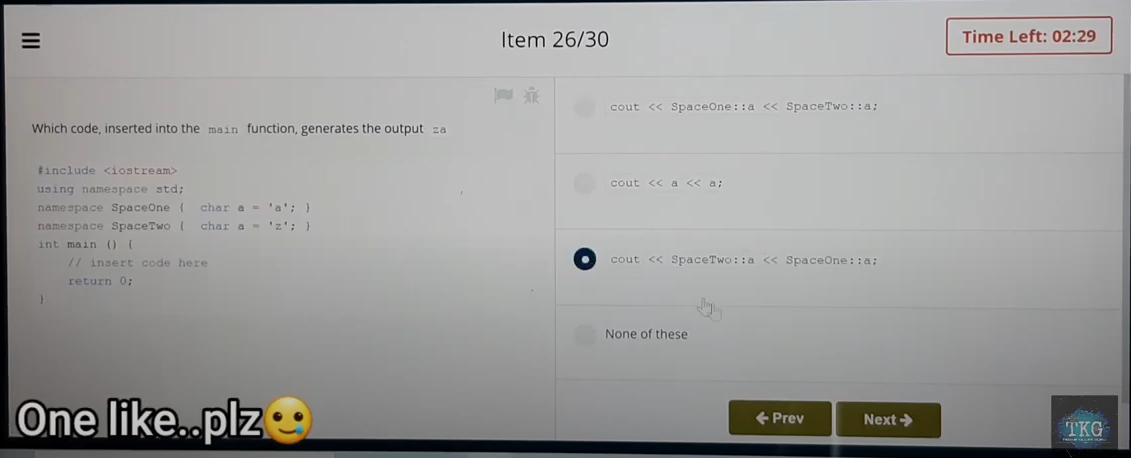 Item 26/30
Time Left: 02:29
Which code, inserted into the main function, generates the output za
#include <iostream>
using namespace std;
namespace SpaceOne { char a = 'a'; }
namespace SpaceTwo { char a = 'z'; }
int main () {
// insert code here
return 0;
}
cout << SpaceOne::a << SpaceTwo::a;
cout << a << a;
cout << SpaceTwo::a << SpaceOne::a;
None of these
← Prev
Next →
One like..plz🥲
TKG